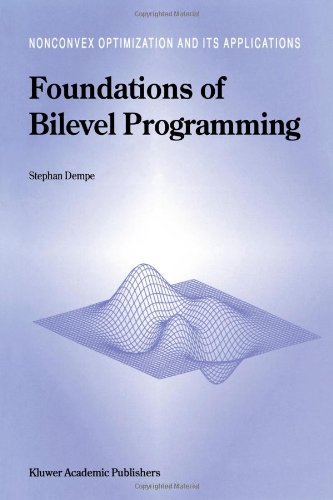 NONCONVEX OPTIMIZATION AND ITS APPLICATIONS
Foundations of
Bilevel Programming
Stephan Dempe
Kluwer Academic Publishers